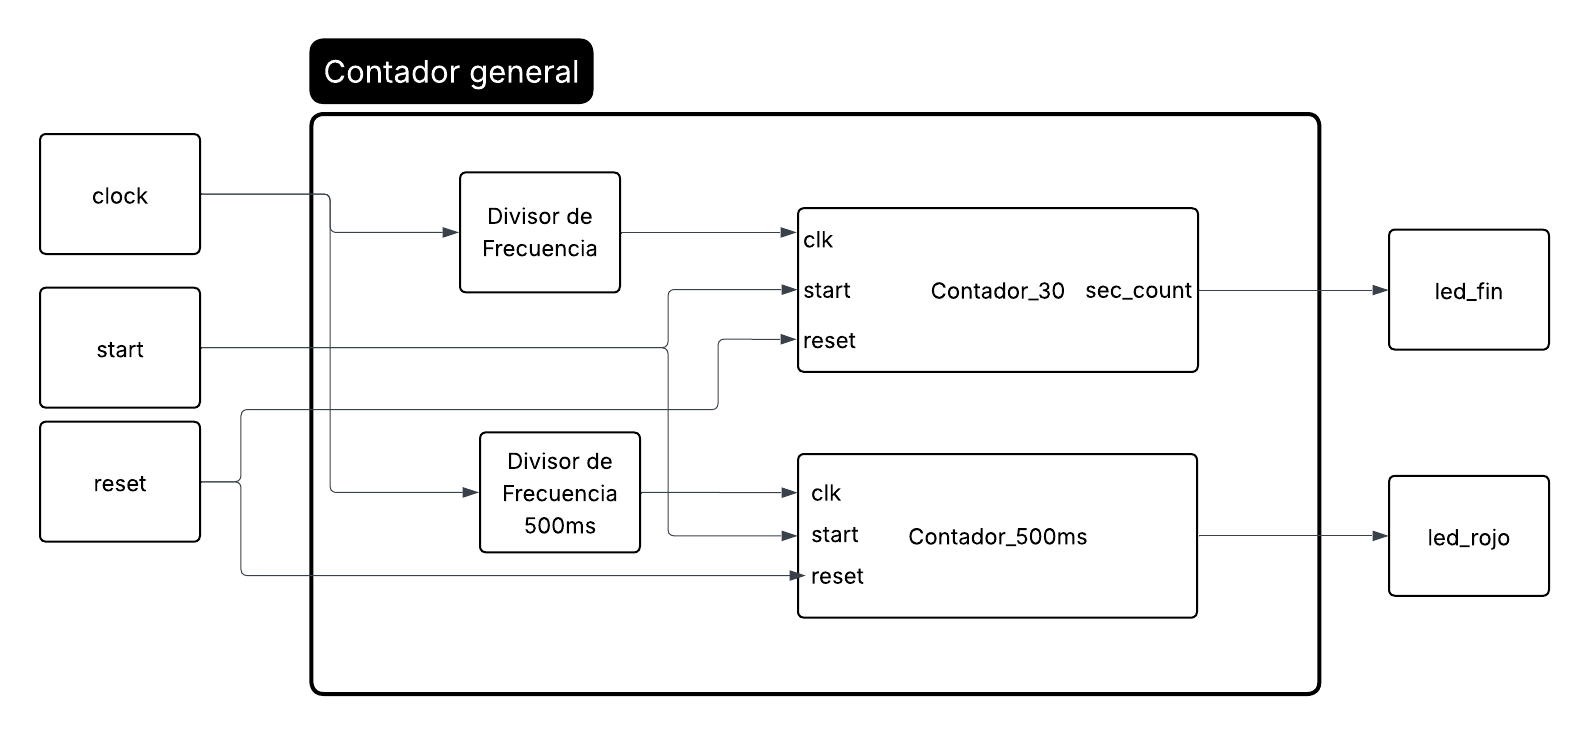 Contador general
clock
start
reset
Divisor de
Frecuencia
clk
start
reset
Contador_30
sec_count
led_fin
Divisor de
Frecuencia
500ms
clk
start
reset
Contador_500ms
led_rojo